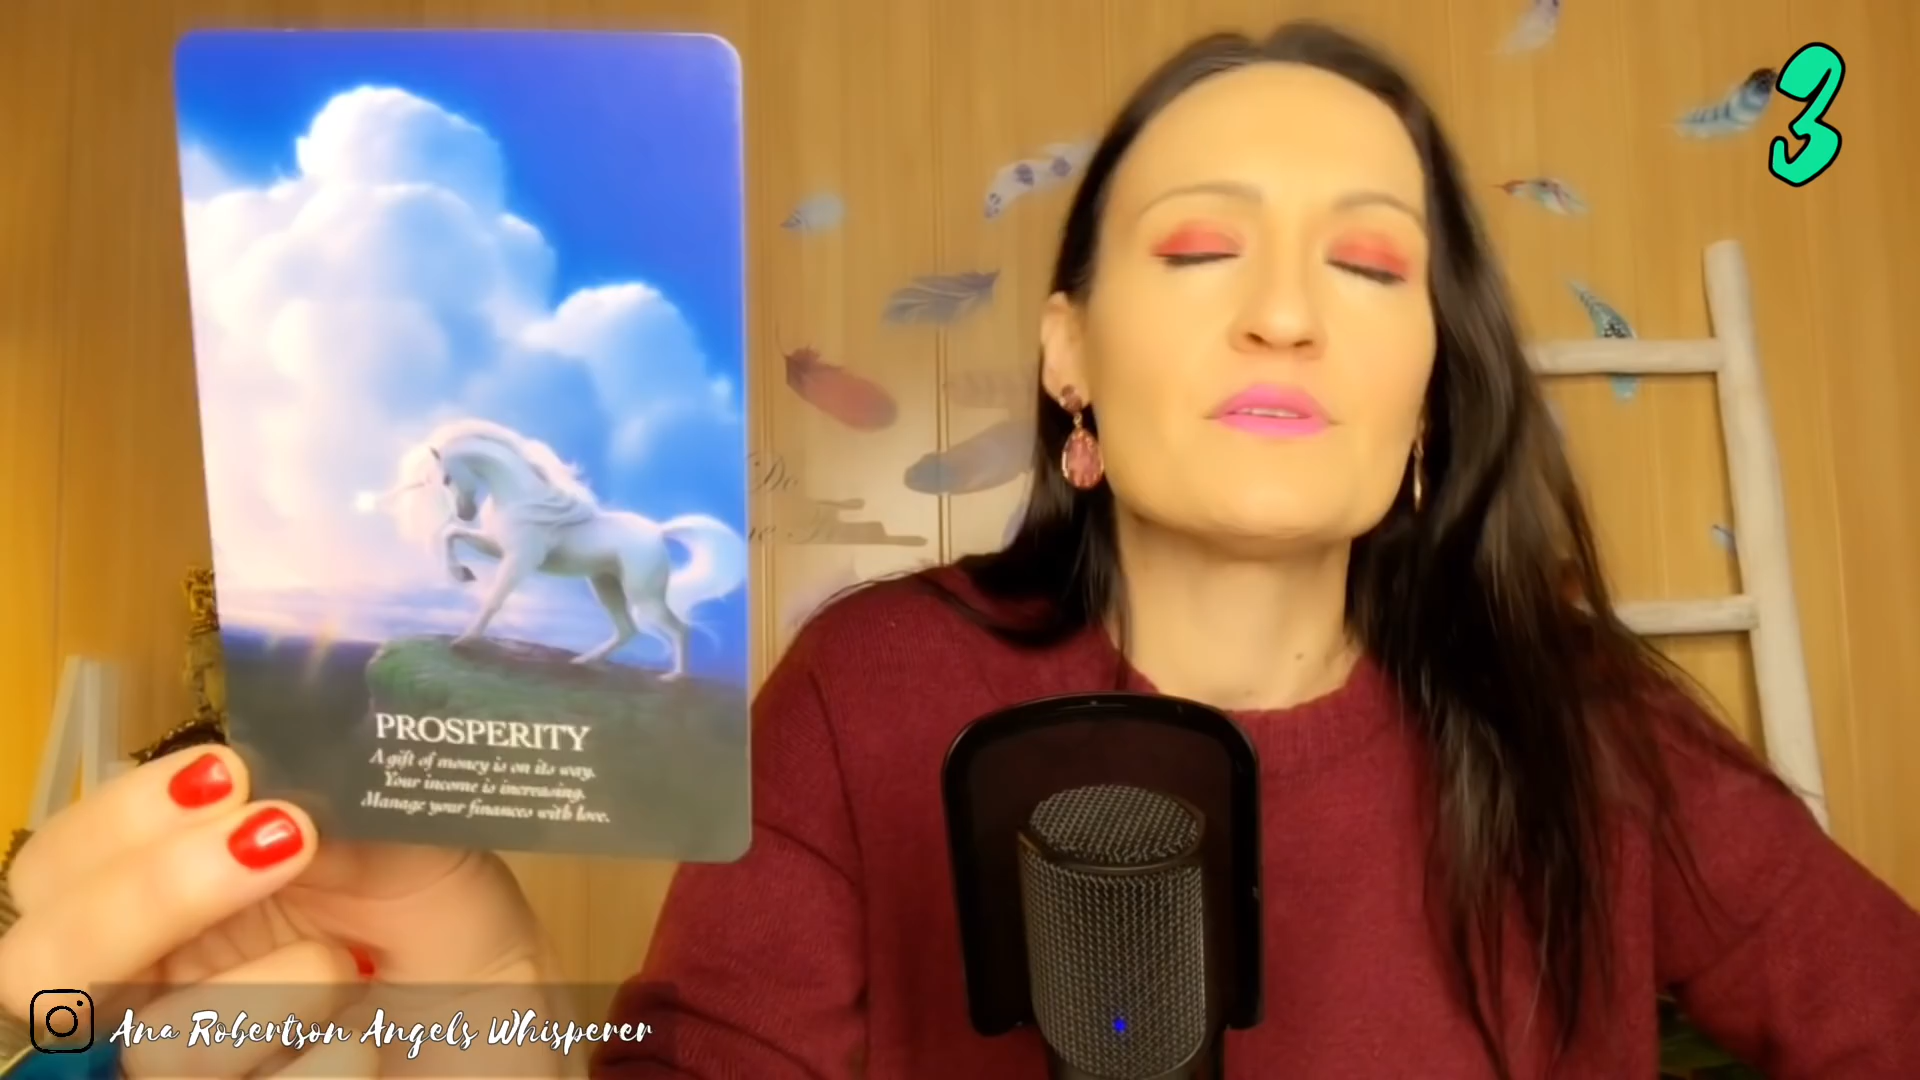 3
PROSPERITY
A gift of money is on its way.
Your income is increasing.
Manage your finances with love.
Do
Ana Robertson Angels Whisperer